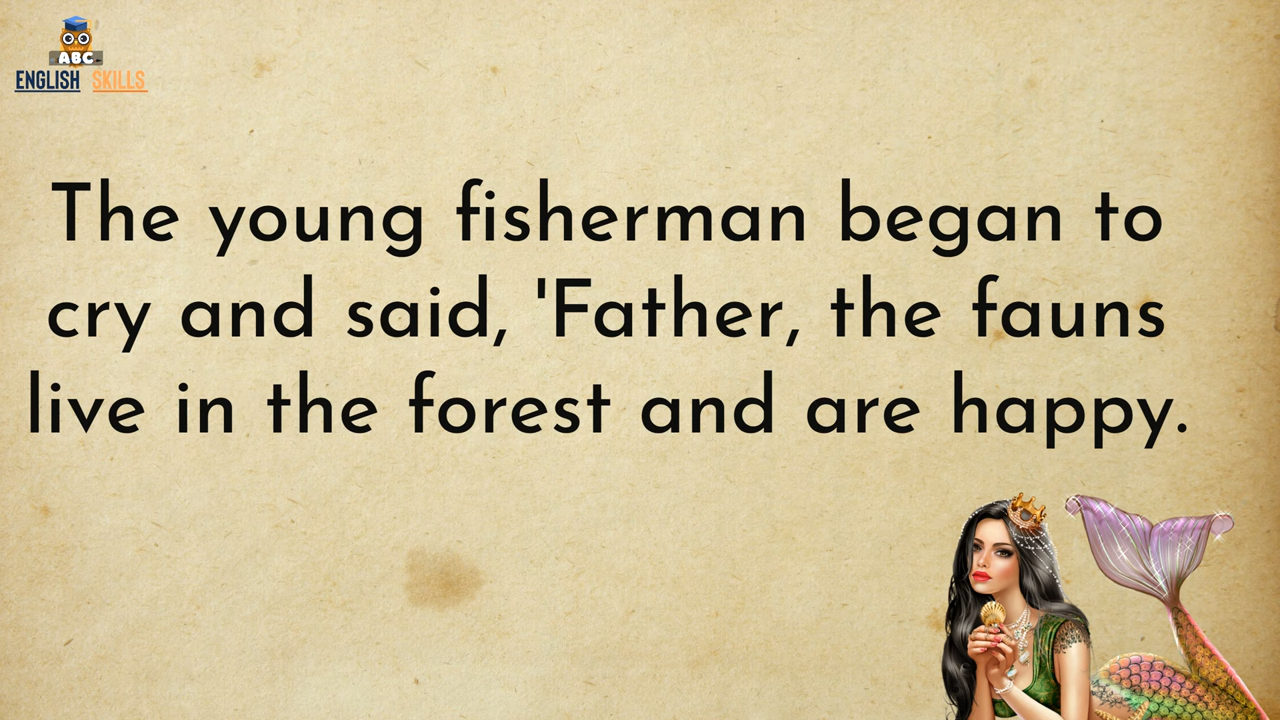 ABC
ENGLISH SKILLS
The young fisherman began to
cry and said, 'Father, the fauns
live in the forest and are happy.